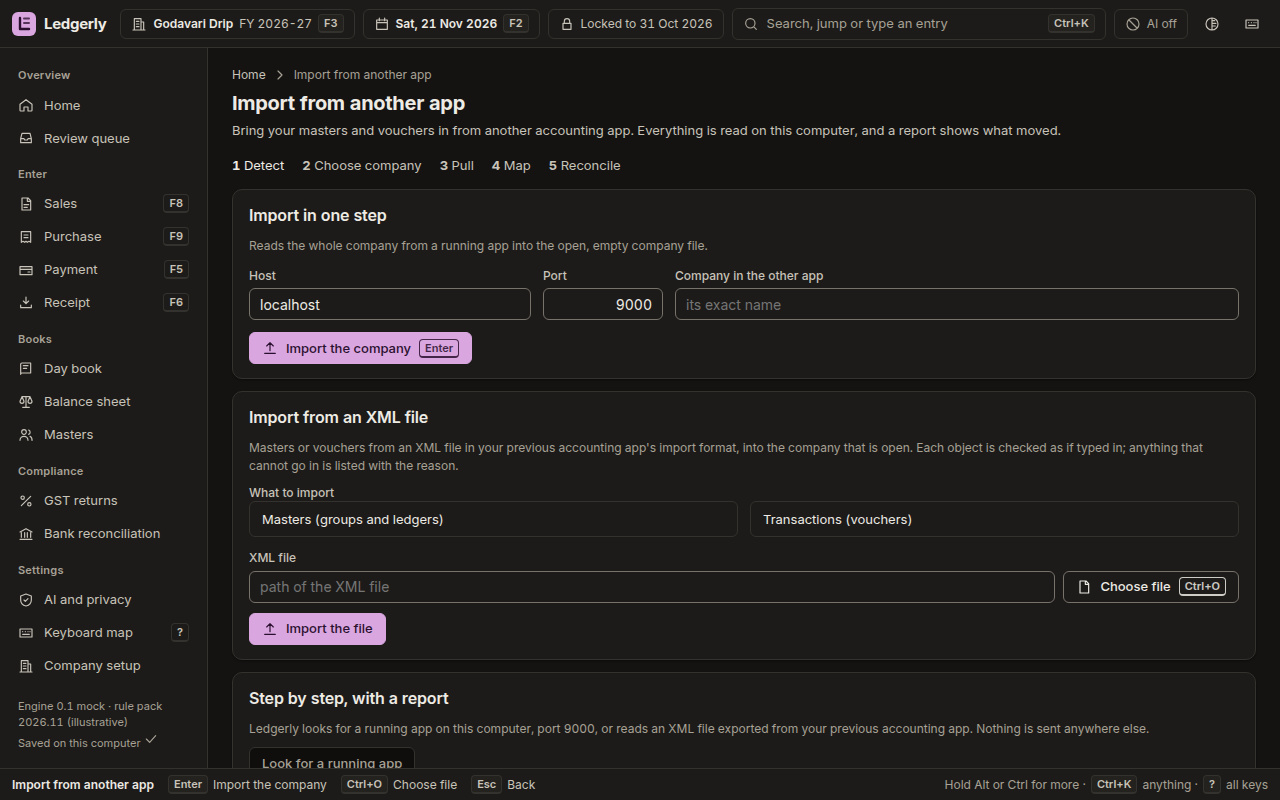 Ledgerly
Godavari Drip FY 2026-27 F3
Sat, 21 Nov 2026 F2
Locked to 31 Oct 2026
Search, jump or type an entry Ctrl+K
AI off
Overview
Home
Review queue
Enter
Sales F8
Purchase F9
Payment F5
Receipt F6
Books
Day book
Balance sheet
Masters
Compliance
GST returns
Bank reconciliation
Settings
AI and privacy
Keyboard map ?
Company setup
Engine 0.1 mock · rule pack
2026.11 (illustrative)
Saved on this computer
Home > Import from another app
Import from another app
Bring your masters and vouchers in from another accounting app. Everything is read on this computer, and a report shows what moved.
1 Detect 2 Choose company 3 Pull 4 Map 5 Reconcile
Import in one step
Reads the whole company from a running app into the open, empty company file.
Host Port Company in the other app
localhost 9000 its exact name
Import the company Enter
Import from an XML file
Masters or vouchers from an XML file in your previous accounting app's import format, into the company that is open. Each object is checked as if typed in; anything that
cannot go in is listed with the reason.
What to import
Masters (groups and ledgers) Transactions (vouchers)
XML file
path of the XML file Choose file Ctrl+O
Import the file
Step by step, with a report
Ledgerly looks for a running app on this computer, port 9000, or reads an XML file exported from your previous accounting app. Nothing is sent anywhere else.
Look for a running app
Import from another app Enter Import the company Ctrl+O Choose file Esc Back
Hold Alt or Ctrl for more · Ctrl+K anything · ? all keys